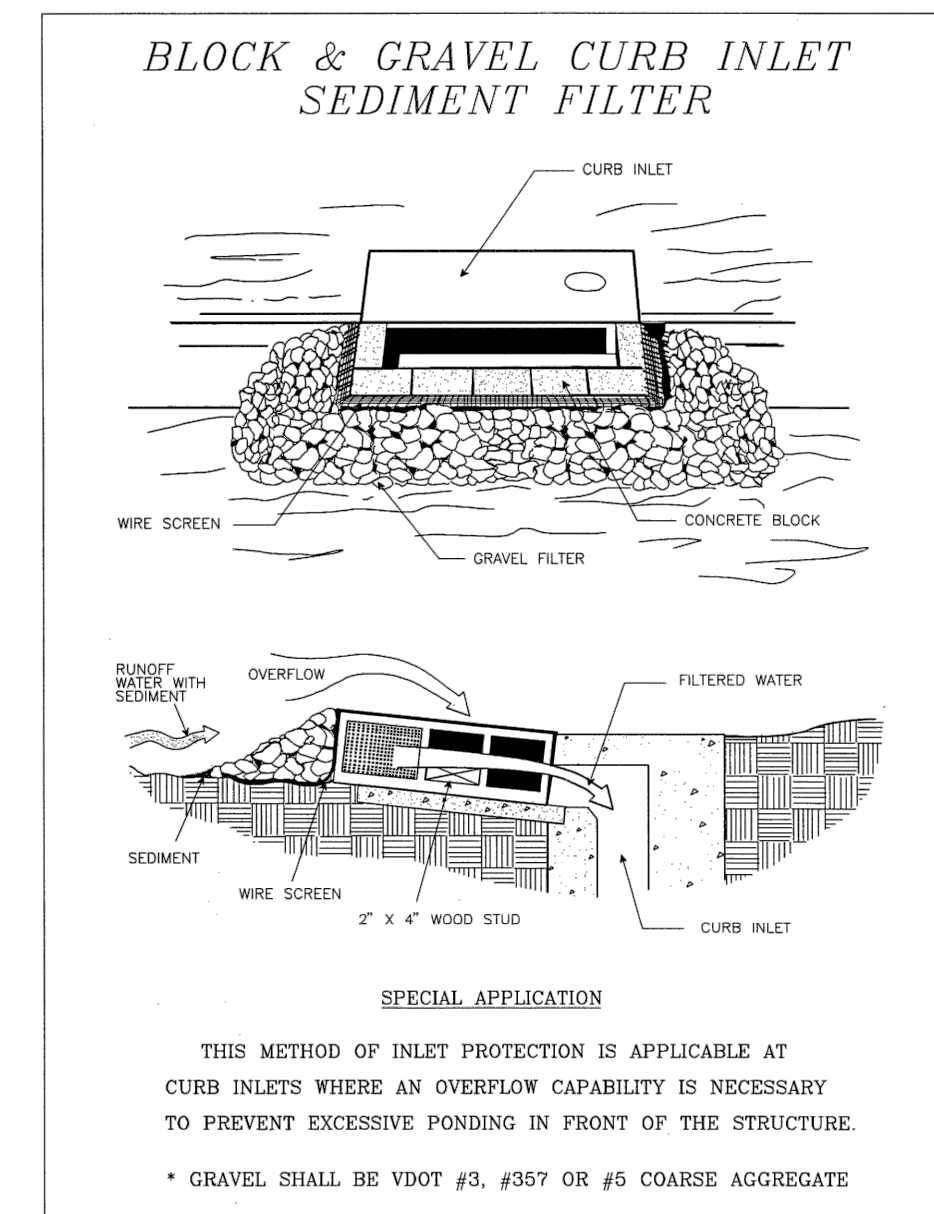 BLOCK & GRAVEL CURB INLET
SEDIMENT FILTER
CURB INLET
WIRE SCREEN
CONCRETE BLOCK
GRAVEL FILTER
RUNOFF
WATER WITH
SEDIMENT
OVERFLOW
FILTERED WATER
SEDIMENT
WIRE SCREEN
2" X 4" WOOD STUD
CURB INLET
SPECIAL APPLICATION
THIS METHOD OF INLET PROTECTION IS APPLICABLE AT
CURB INLETS WHERE AN OVERFLOW CAPABILITY IS NECESSARY
TO PREVENT EXCESSIVE PONDING IN FRONT OF THE STRUCTURE.
* GRAVEL SHALL BE VDOT #3, #357 OR #5 COARSE AGGREGATE